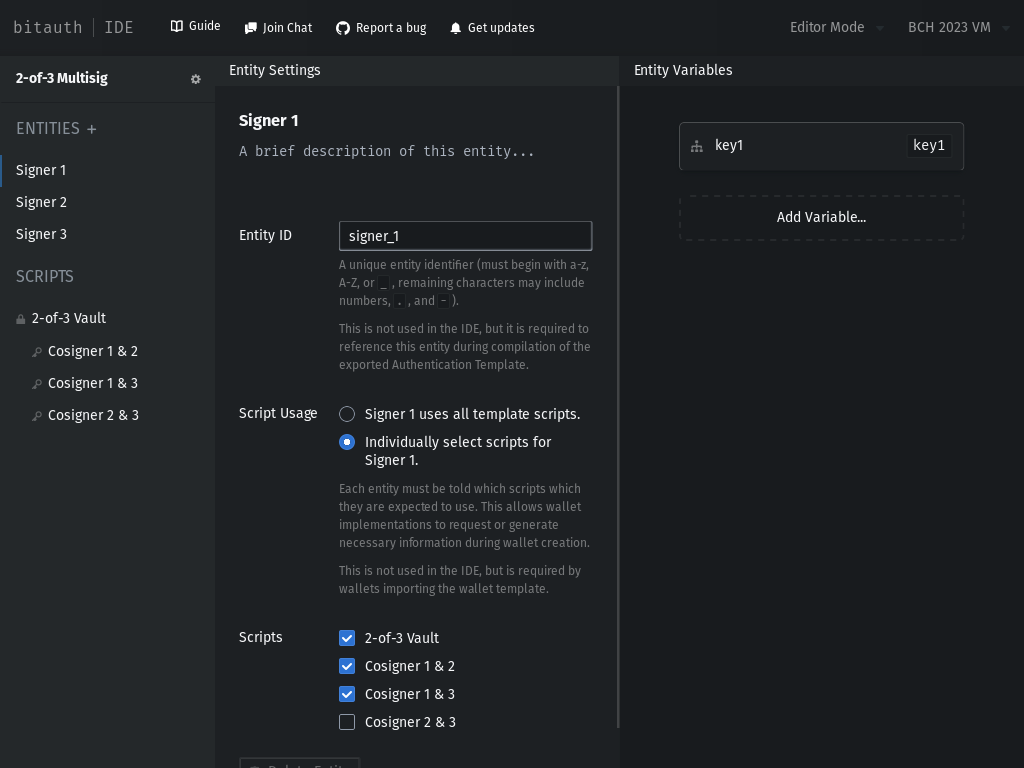 bitauth | IDE
Guide
Join Chat
Report a bug
Get updates
Editor Mode
BCH 2023 VM
2-of-3 Multisig
ENTITIES +
Signer 1
Signer 2
Signer 3
SCRIPTS
2-of-3 Vault
Cosigner 1 & 2
Cosigner 1 & 3
Cosigner 2 & 3
Entity Settings
Signer 1
A brief description of this entity...
Entity ID
signer_1
A unique entity identifier (must begin with a-z,
A-Z, or _ , remaining characters may include
numbers, . , and - ).
This is not used in the IDE, but it is required to
reference this entity during compilation of the
exported Authentication Template.
Script Usage
Signer 1 uses all template scripts.
Individually select scripts for
Signer 1.
Each entity must be told which scripts which
they are expected to use. This allows wallet
implementations to request or generate
necessary information during wallet creation.
This is not used in the IDE, but is required by
wallets importing the wallet template.
Scripts
2-of-3 Vault
Cosigner 1 & 2
Cosigner 1 & 3
Cosigner 2 & 3
Delete Entity
Entity Variables
key1
key1
Add Variable...